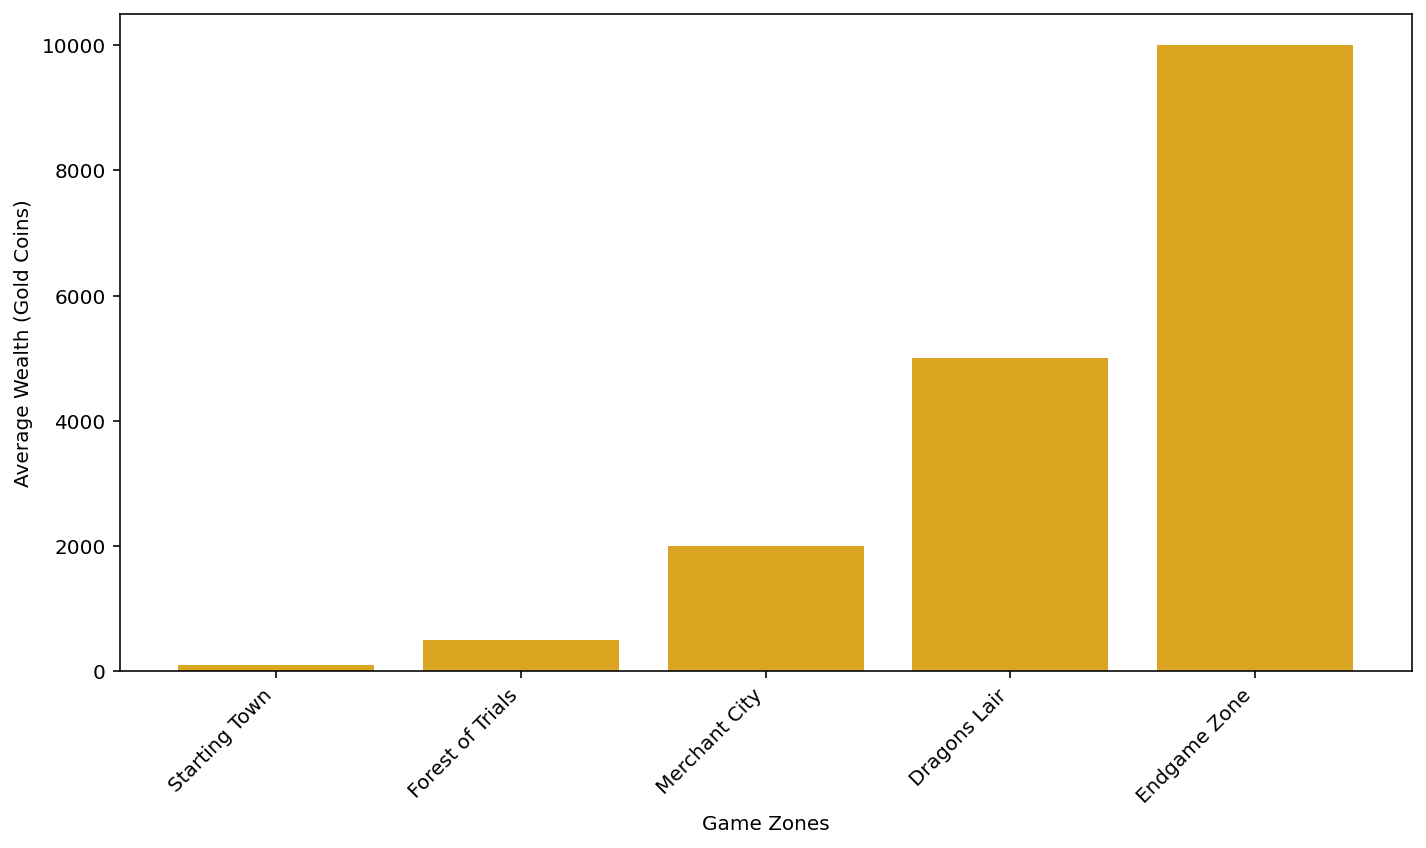 Average Wealth (Gold Coins)
10000
8000
6000
4000
2000
0
Starting Town
Forest of Trials
Merchant City
Dragons Lair
Endgame Zone
Game Zones